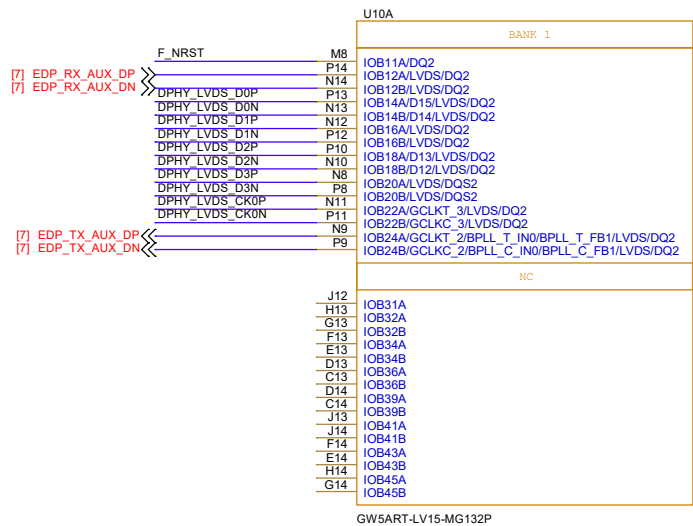 U10A
BANK 1
F_NRST M8 IOB11A/DQ2
[7] EDP_RX_AUX_DP P14 IOB12A/LVDS/DQ2
[7] EDP_RX_AUX_DN N14 IOB12B/LVDS/DQ2
DPHY_LVDS_D0P P13 IOB14A/D15/LVDS/DQ2
DPHY_LVDS_D0N N13 IOB14B/D14/LVDS/DQ2
DPHY_LVDS_D1P N12 IOB16A/LVDS/DQ2
DPHY_LVDS_D1N P12 IOB16B/LVDS/DQ2
DPHY_LVDS_D2P P10 IOB18A/D13/LVDS/DQ2
DPHY_LVDS_D2N N10 IOB18B/D12/LVDS/DQ2
DPHY_LVDS_D3P N8 IOB20A/LVDS/DQS2
DPHY_LVDS_D3N P8 IOB20B/LVDS/DQS2
DPHY_LVDS_CK0P N11 IOB22A/GCLKT_3/LVDS/DQ2
DPHY_LVDS_CK0N P11 IOB22B/GCLKC_3/LVDS/DQ2
[7] EDP_TX_AUX_DP N9 IOB24A/GCLKT_2/BPLL_T_IN0/BPLL_T_FB1/LVDS/DQ2
[7] EDP_TX_AUX_DN P9 IOB24B/GCLKC_2/BPLL_C_IN0/BPLL_C_FB1/LVDS/DQ2
NC
J12 IOB31A
H13 IOB32A
G13 IOB32B
F13 IOB34A
E13 IOB34B
D13 IOB36A
C13 IOB36B
D14 IOB39A
C14 IOB39B
J13 IOB41A
J14 IOB41B
F14 IOB43A
E14 IOB43B
H14 IOB45A
G14 IOB45B
GW5ART-LV15-MG132P